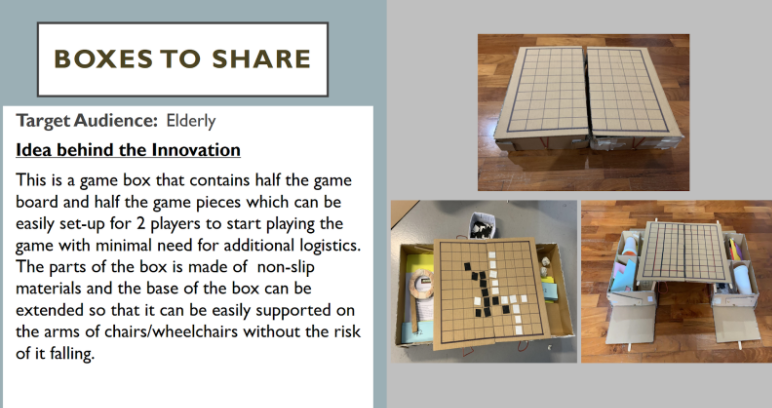 BOXES TO SHARE
Target Audience: Elderly
Idea behind the Innovation
This is a game box that contains half the game
board and half the game pieces which can be
easily set-up for 2 players to start playing the
game with minimal need for additional logistics.
The parts of the box is made of non-slip
materials and the base of the box can be
extended so that it can be easily supported on
the arms of chairs/wheelchairs without the risk
of it falling.